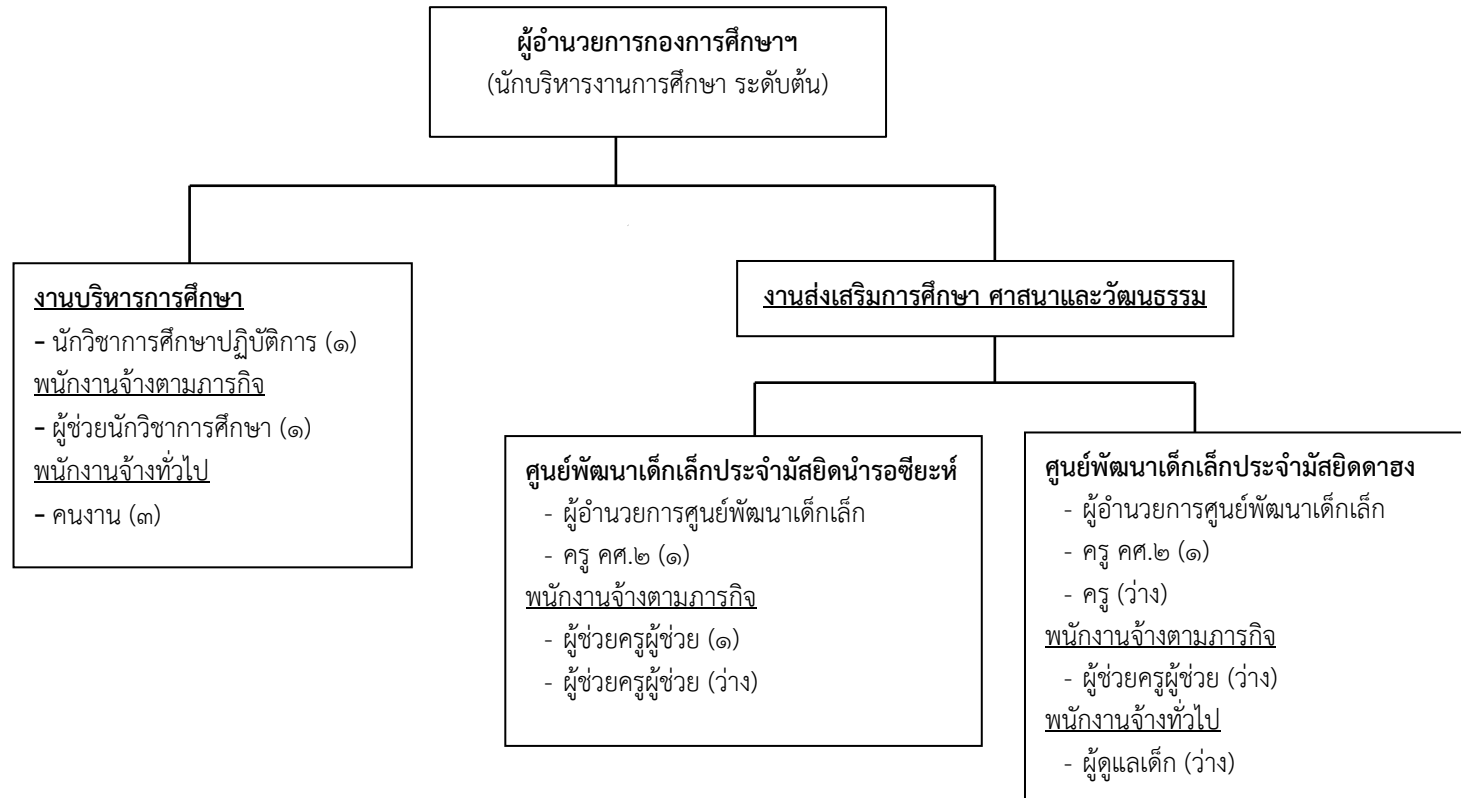 ผู้อำนวยการกองการศึกษาฯ
(นักบริหารงานการศึกษา ระดับต้น)
งานบริหารการศึกษา
- นักวิชาการศึกษาปฏิบัติการ (๑)
พนักงานจ้างตามภารกิจ
- ผู้ช่วยนักวิชาการศึกษา (๑)
พนักงานจ้างทั่วไป
- คนงาน (๓)
งานส่งเสริมการศึกษา ศาสนาและวัฒนธรรม
ศูนย์พัฒนาเด็กเล็กประจำมัสยิดนำรอซียะห์
- ผู้อำนวยการศูนย์พัฒนาเด็กเล็ก
- ครู คศ.๒ (๑)
พนักงานจ้างตามภารกิจ
- ผู้ช่วยครูผู้ช่วย (๑)
- ผู้ช่วยครูผู้ช่วย (ว่าง)
ศูนย์พัฒนาเด็กเล็กประจำมัสยิดดาฮง
- ผู้อำนวยการศูนย์พัฒนาเด็กเล็ก
- ครู คศ.๒ (๑)
- ครู (ว่าง)
พนักงานจ้างตามภารกิจ
- ผู้ช่วยครูผู้ช่วย (ว่าง)
พนักงานจ้างทั่วไป
- ผู้ดูแลเด็ก (ว่าง)